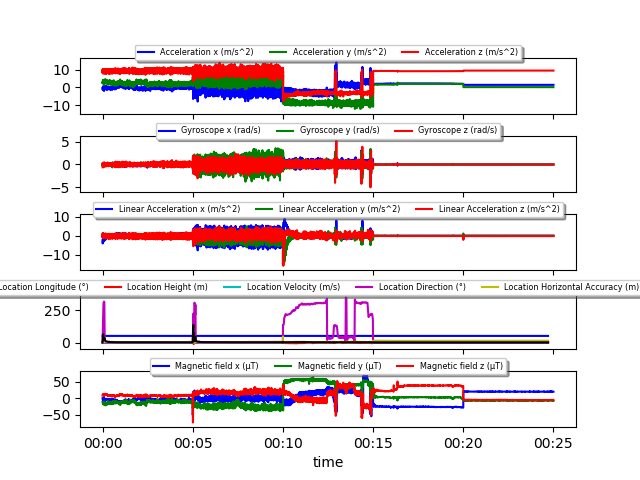 Acceleration x (m/s^2) Acceleration y (m/s^2) Acceleration z (m/s^2)
10
0
−10
Gyroscope x (rad/s) Gyroscope y (rad/s) Gyroscope z (rad/s)
5
0
−5
Linear Acceleration x (m/s^2) Linear Acceleration y (m/s^2) Linear Acceleration z (m/s^2)
10
0
−10
Location Longitude (°) Location Height (m) Location Velocity (m/s) Location Direction (°) Location Horizontal Accuracy (m)
250
0
Magnetic field x (μT) Magnetic field y (μT) Magnetic field z (μT)
50
0
−50
00:00 00:05 00:10 00:15 00:20 00:25
time